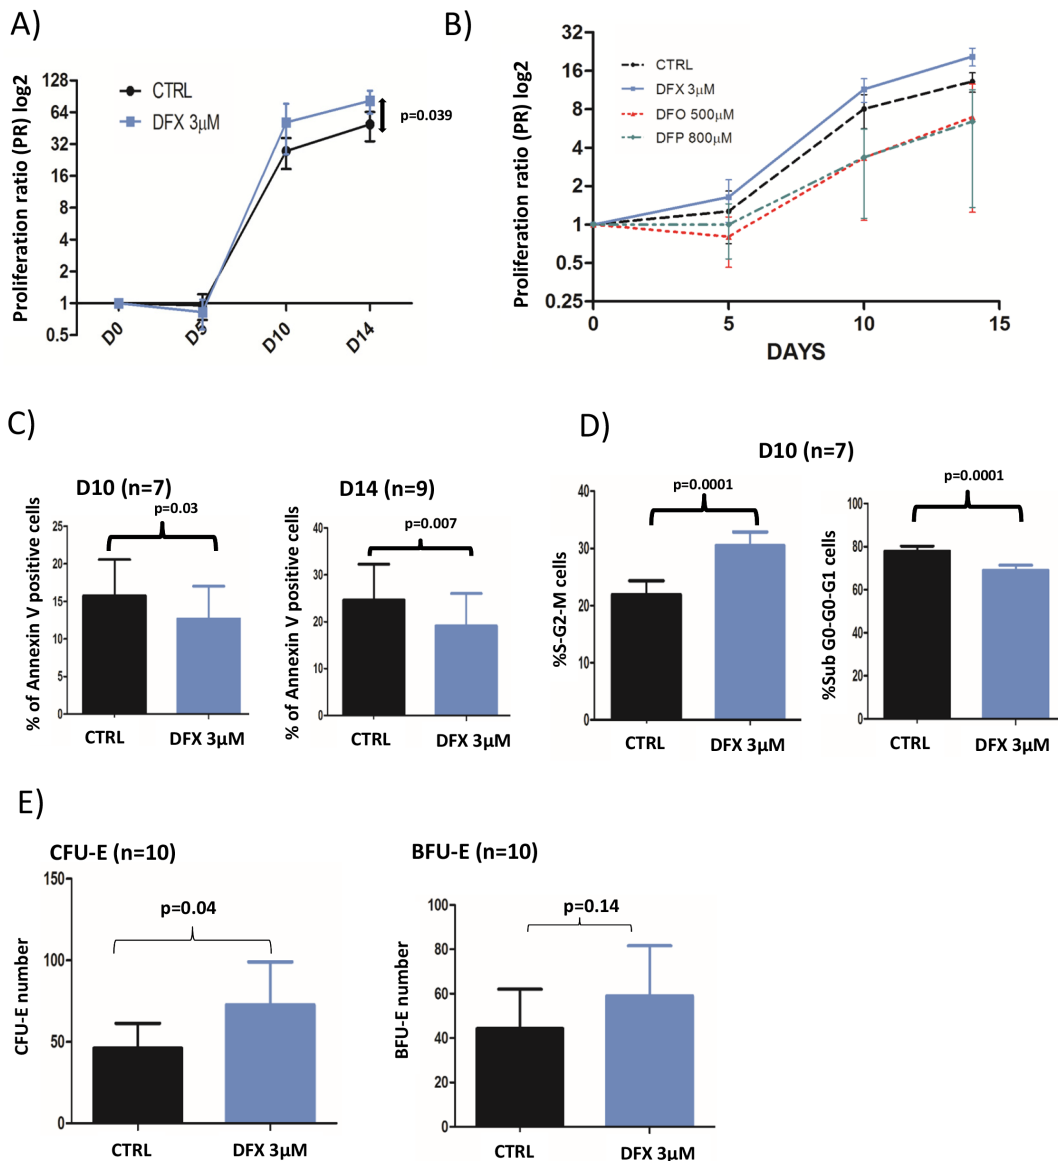 A)
Proliferation ratio (PR) log2
128
64
32
16
8
4
2
1
0.5
CTRL
DFX 3µM
p=0.039
D0
D5
D10
D14
B)
Proliferation ratio (PR) log2
32
16
8
4
2
1
0.5
0.25
CTRL
DFX 3µM
DFO 500µM
DFP 800µM
0
5
10
15
DAYS
C)
D10 (n=7)
p=0.03
% of Annexin V positive cells
25
20
15
10
5
0
CTRL
DFX 3µM
D14 (n=9)
p=0.007
% of Annexin V positive cells
40
30
20
10
0
CTRL
DFX 3µM
D)
D10 (n=7)
p=0.0001
%S-G2-M cells
40
30
20
10
0
CTRL
DFX 3µM
p=0.0001
%Sub G0-G0-G1 cells
100
80
60
40
20
0
CTRL
DFX 3µM
E)
CFU-E (n=10)
p=0.04
CFU-E number
150
100
50
0
CTRL
DFX 3µM
BFU-E (n=10)
p=0.14
BFU-E number
100
80
60
40
20
0
CTRL
DFX 3µM